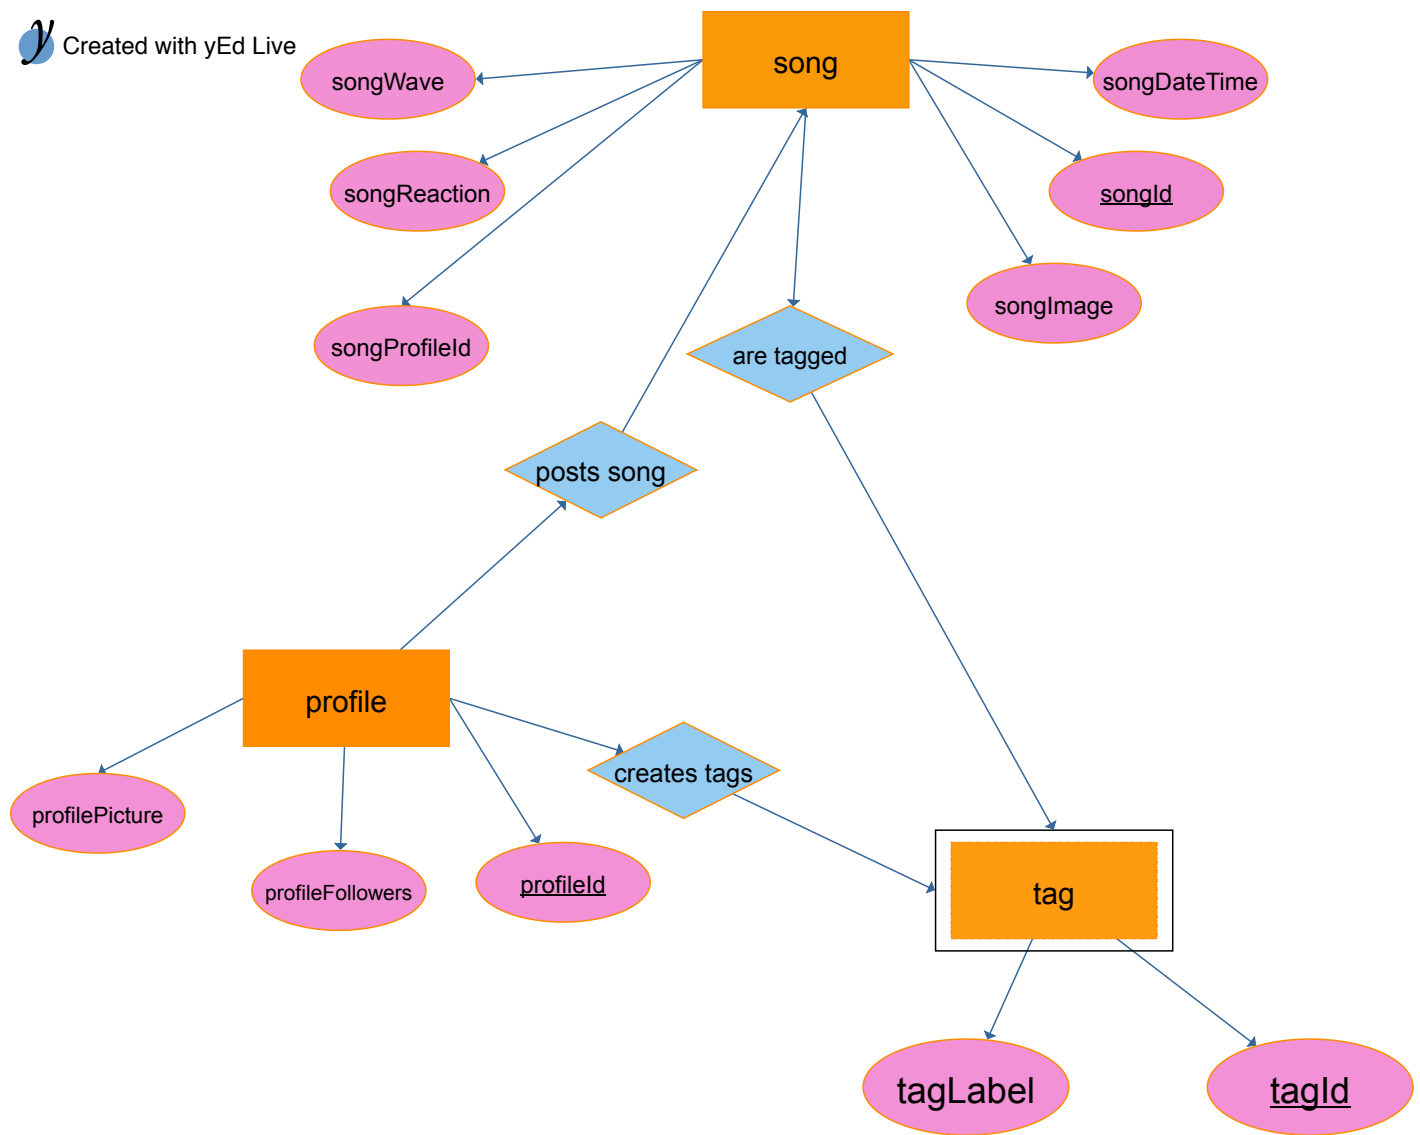 Created with yEd Live
song
songWave
songDateTime
songReaction
songId
songImage
songProfileId
are tagged
posts song
profile
creates tags
profilePicture
profileFollowers
profileId
tag
tagLabel
tagId